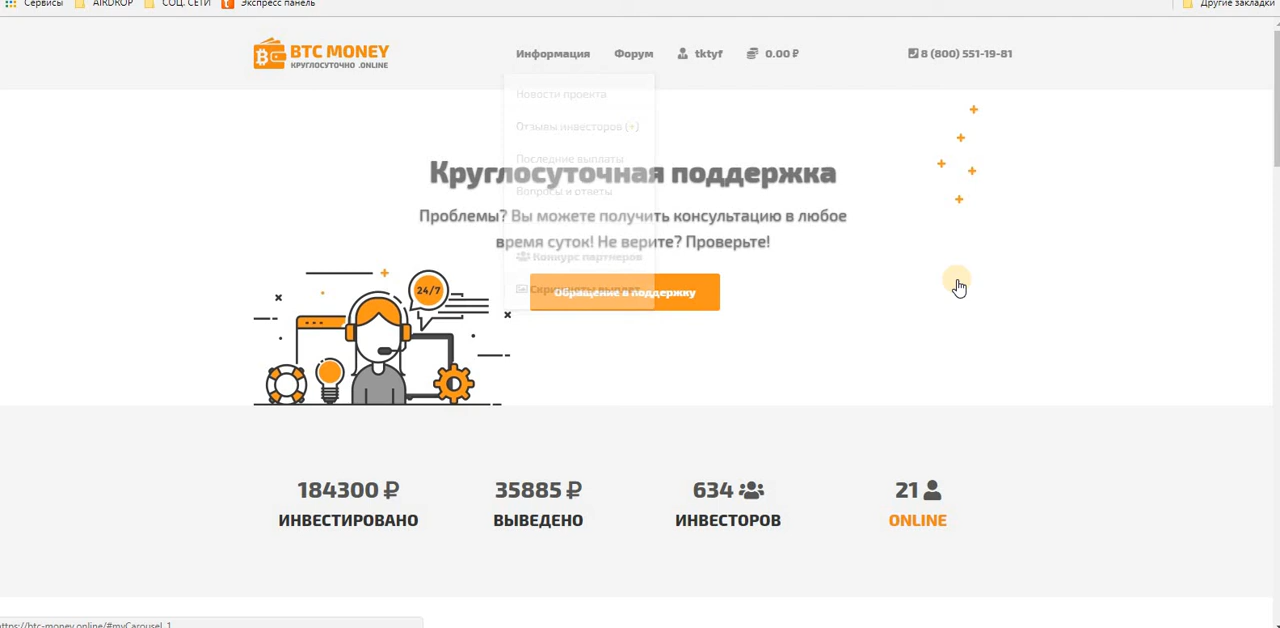 Сервисы AIRDROP СОЦ. СЕТИ Экспресс панель Другие закладки
BTC MONEY
КРУГЛОСУТОЧНО .ONLINE
Информация Форум tktyf 0.00 ₽ 8 (800) 551-19-81
Новости проекта
Отзывы инвесторов (+)
Последние выплаты
Вопросы и ответы
Конкурс партнеров
Скриншоты выплат
Круглосуточная поддержка
Проблемы? Вы можете получить консультацию в любое
время суток! Не верите? Проверьте!
Обращение в поддержку
24/7
184300 ₽ 35885 ₽ 634 21
ИНВЕСТИРОВАНО ВЫВЕДЕНО ИНВЕСТОРОВ ONLINE
https://btc-money.online/#myCarousel_1